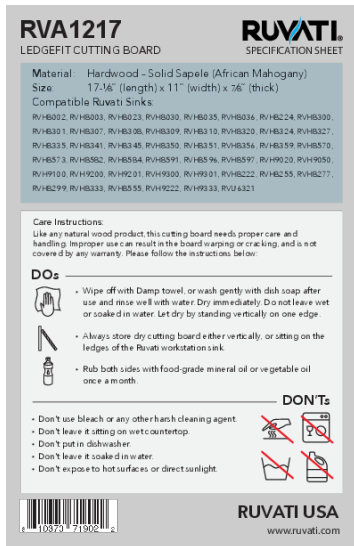 RVA1217
LEDGEFIT CUTTING BOARD
RUVATI®
SPECIFICATION SHEET
Material: Hardwood – Solid Sapele (African Mahogany)
Size: 17-⅛" (length) x 11" (width) x ⅞" (thick)
Compatible Ruvati Sinks:
RVH8002, RVH8003, RVH8023, RVH8030, RVH8035, RVH8036, RVH8224, RVH8300,
RVH8301, RVH8307, RVH8308, RVH8309, RVH8310, RVH8320, RVH8324, RVH8327,
RVH8335, RVH8341, RVH8345, RVH8350, RVH8351, RVH8356, RVH8359, RVH8570,
RVH8573, RVH8582, RVH8584, RVH8591, RVH8596, RVH8597, RVH9020, RVH9050,
RVH9100, RVH9200, RVH9201, RVH9300, RVH9301, RVH8222, RVH8255, RVH8277,
RVH8299, RVH8333, RVH8555, RVH9222, RVH9333, RVU6321
Care Instructions:
Like any natural wood product, this cutting board needs proper care and
handling. Improper use can result in the board warping or cracking, and is not
covered by any warranty. Please follow the instructions below:
DOs
• Wipe off with Damp towel, or wash gently with dish soap after
use and rinse well with water. Dry immediately. Do not leave wet
or soaked in water. Let dry by standing vertically on one edge.
• Always store dry cutting board either vertically, or sitting on the
ledges of the Ruvati workstation sink.
• Rub both sides with food-grade mineral oil or vegetable oil
once a month.
DON'Ts
• Don't use bleach or any other harsh cleaning agent.
• Don't leave it sitting on wet countertop.
• Don't put in dishwasher.
• Don't leave it soaked in water.
• Don't expose to hot surfaces or direct sunlight.
8 10373 71902 2
RUVATI USA
www.ruvati.com